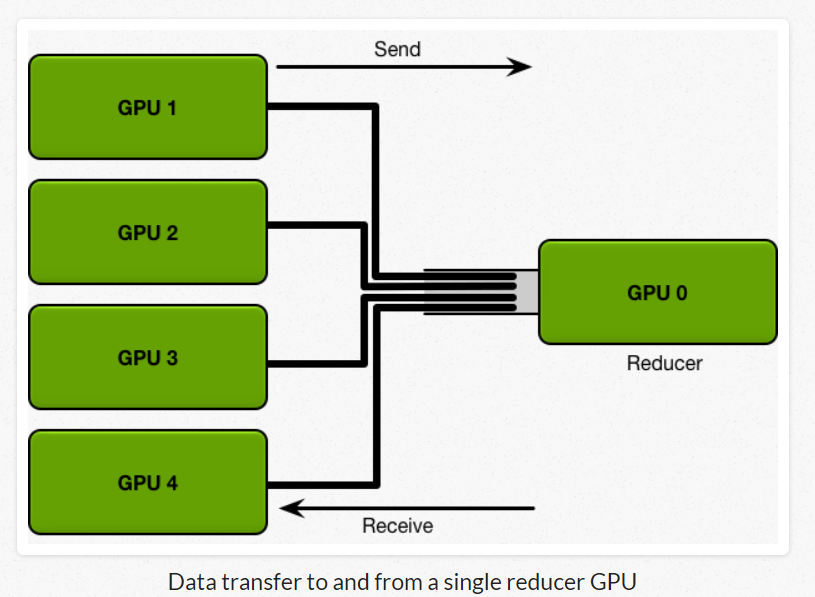 Send
GPU 1
GPU 2
GPU 3
GPU 4
GPU 0
Reducer
Receive
Data transfer to and from a single reducer GPU